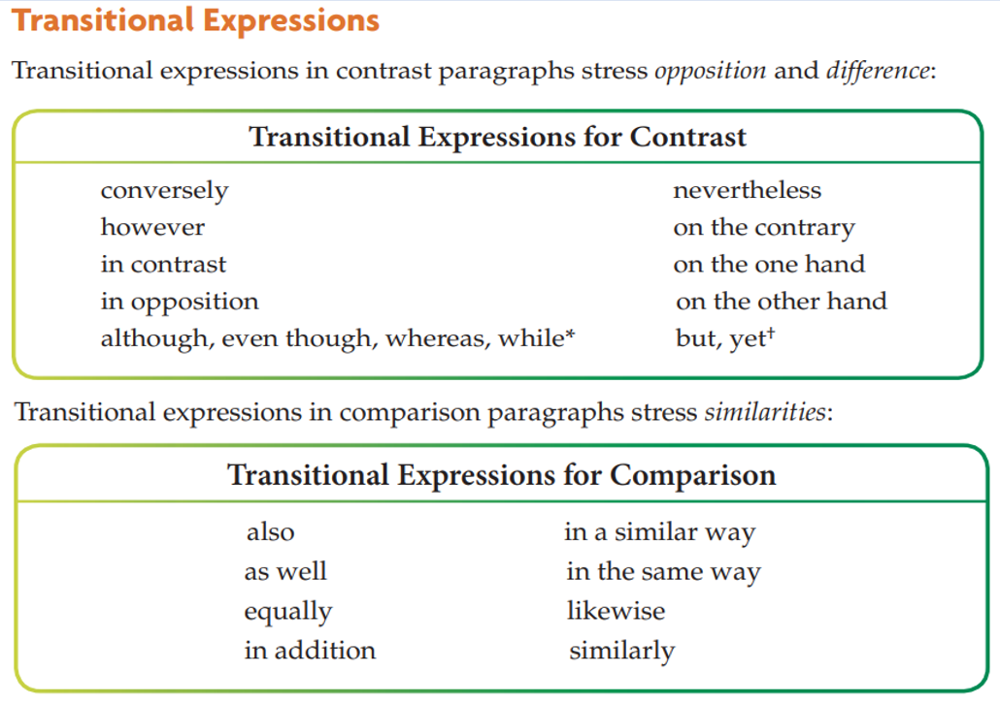 Transitional Expressions
Transitional expressions in contrast paragraphs stress opposition and difference:
Transitional Expressions for Contrast
conversely
however
in contrast
in opposition
although, even though, whereas, while*
nevertheless
on the contrary
on the one hand
on the other hand
but, yet†
Transitional expressions in comparison paragraphs stress similarities:
Transitional Expressions for Comparison
also
as well
equally
in addition
in a similar way
in the same way
likewise
similarly